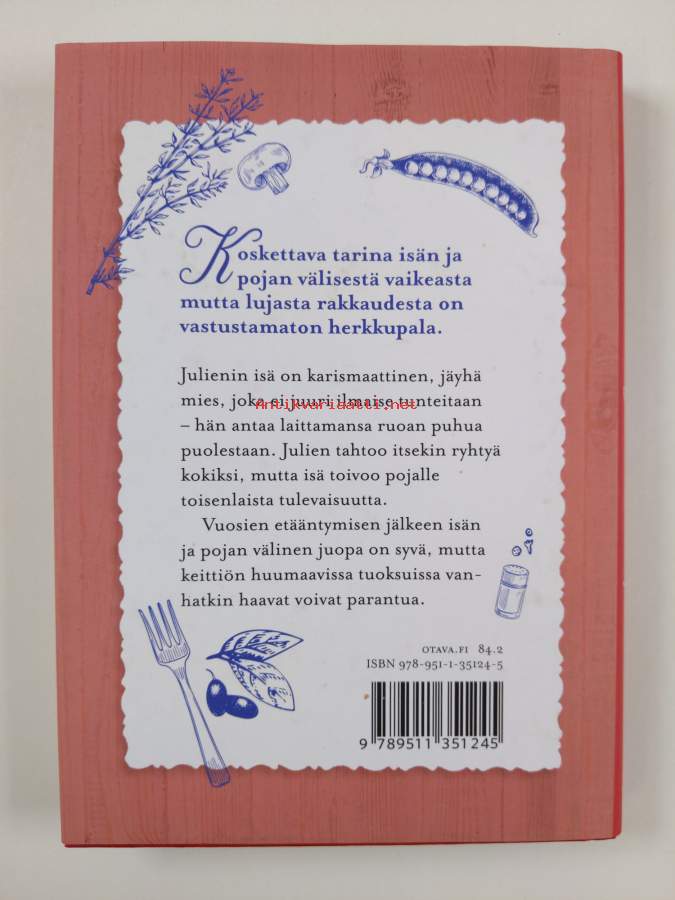 Koskettava tarina isän ja
pojan välisestä vaikeasta
mutta lujasta rakkaudesta on
vastustamaton herkkupala.
Julienin isä on karismaattinen, jäyhä
mies, joka ei juuri ilmaise tunteitaan
Antikvariaatti.net
– hän antaa laittamansa ruoan puhua
puolestaan. Julien tahtoo itsekin ryhtyä
kokiksi, mutta isä toivoo pojalle
toisenlaista tulevaisuutta.
Vuosien etääntymisen jälkeen isän
ja pojan välinen juopa on syvä, mutta
keittiön huumaavissa tuoksuissa van-
hatkin haavat voivat parantua.
OTAVA.FI 84.2
ISBN 978-951-1-35124-5
9 789511 351245